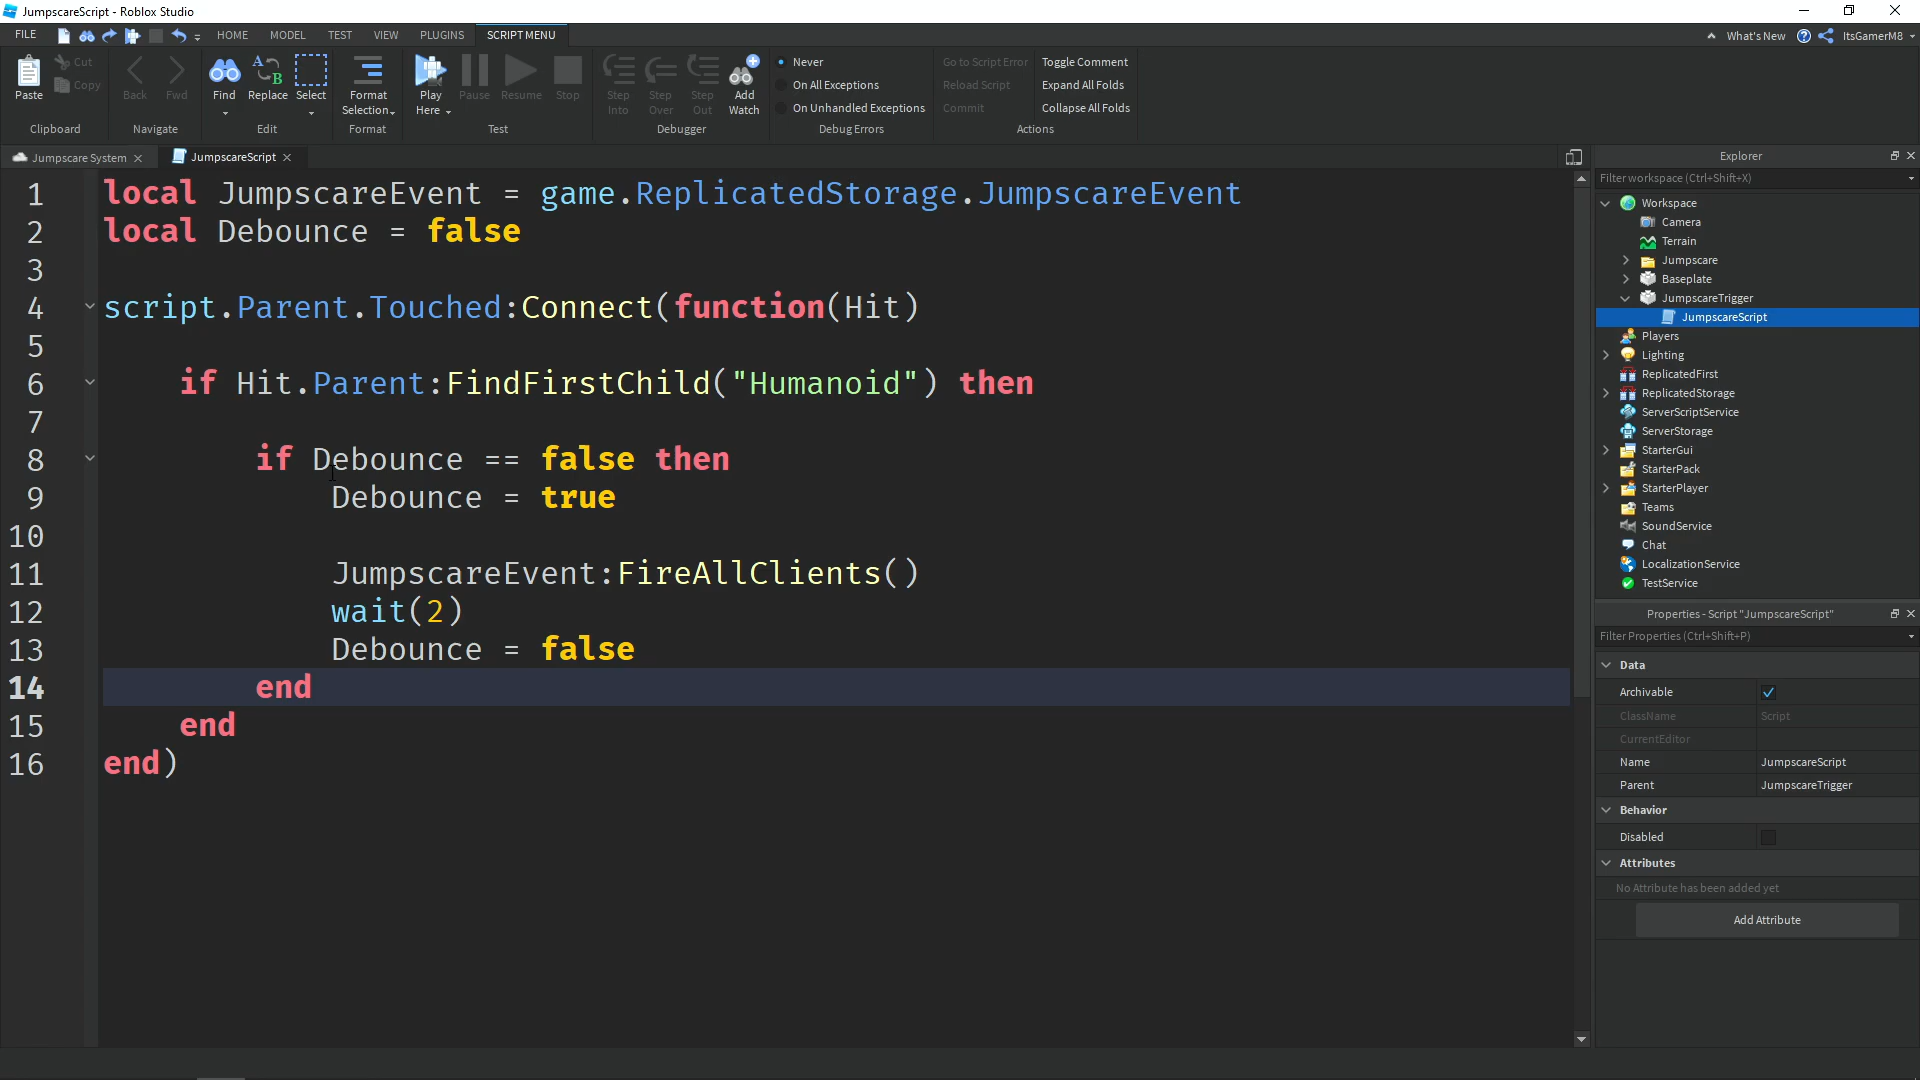 JumpscareScript - Roblox Studio
FILE HOME MODEL TEST VIEW PLUGINS SCRIPT MENU What's New ItsGamerM8
Paste Cut Copy Back Fwd Find Replace Select Format Selection Play Here Pause Resume Stop Step Into Step Over Step Out Add Watch
Never Go to Script Error Toggle Comment
On All Exceptions Reload Script Expand All Folds
On Unhandled Exceptions Commit Collapse All Folds
Clipboard Navigate Edit Format Test Debugger Debug Errors Actions
Jumpscare System JumpscareScript
1 local JumpscareEvent = game.ReplicatedStorage.JumpscareEvent
2 local Debounce = false
3
4 script.Parent.Touched:Connect(function(Hit)
5
6 if Hit.Parent:FindFirstChild("Humanoid") then
7
8 if Debounce == false then
9 Debounce = true
10
11 JumpscareEvent:FireAllClients()
12 wait(2)
13 Debounce = false
14 end
15 end
16 end)
Explorer
Filter workspace (Ctrl+Shift+X)
Workspace
Camera
Terrain
Jumpscare
Baseplate
JumpscareTrigger
JumpscareScript
Players
Lighting
ReplicatedFirst
ReplicatedStorage
ServerScriptService
ServerStorage
StarterGui
StarterPack
StarterPlayer
Teams
SoundService
Chat
LocalizationService
TestService
Properties - Script "JumpscareScript"
Filter Properties (Ctrl+Shift+P)
Data
Archivable
ClassName Script
CurrentEditor
Name JumpscareScript
Parent JumpscareTrigger
Behavior
Disabled
Attributes
No Attribute has been added yet
Add Attribute